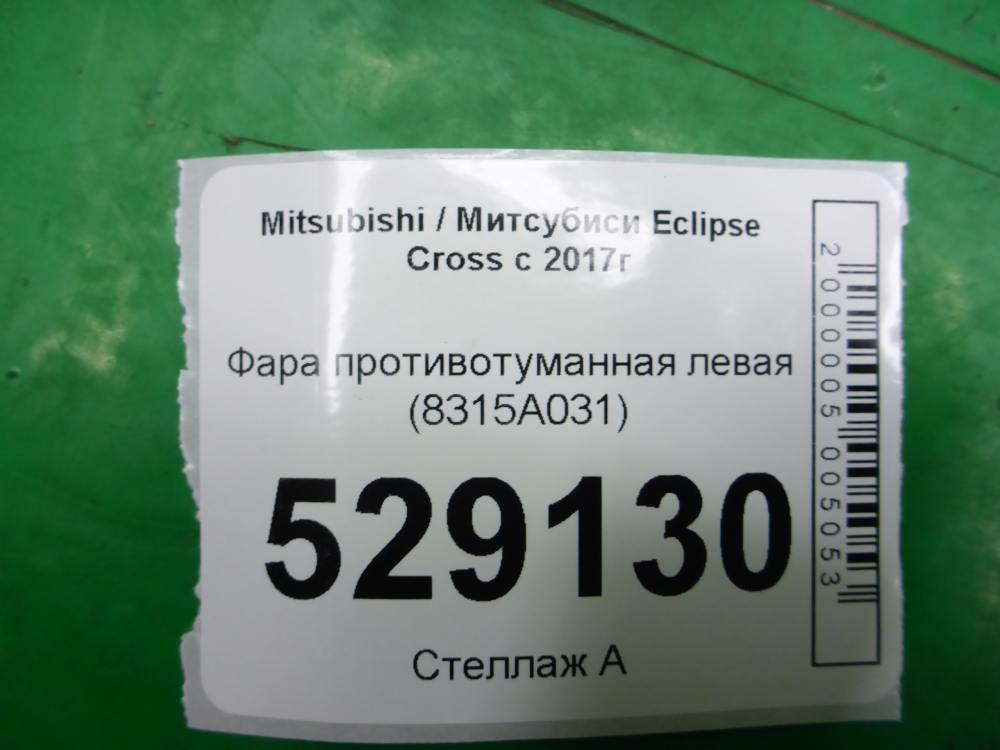 Mitsubishi / Митсубиси Eclipse
Cross с 2017г
Фара противотуманная левая
(8315A031)
529130
Стеллаж А
2000005005053